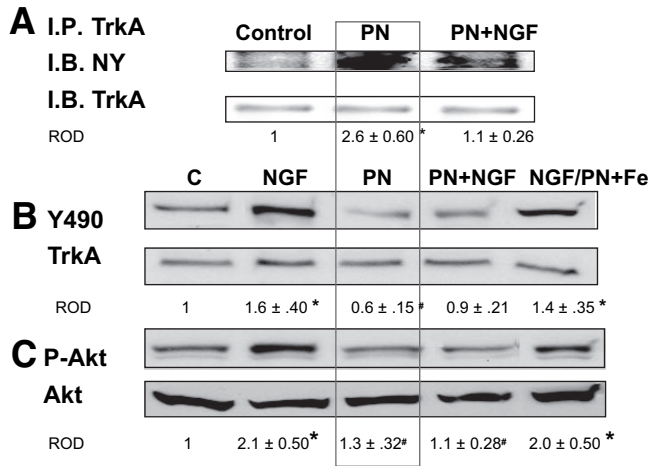 A I.P. TrkA Control PN PN+NGF
I.B. NY
I.B. TrkA
ROD 1 2.6 ± 0.60 * 1.1 ± 0.26
C NGF PN PN+NGF NGF/PN+Fe
B Y490
TrkA
ROD 1 1.6 ± .40 * 0.6 ± .15 # 0.9 ± .21 1.4 ± .35 *
C P-Akt
Akt
ROD 1 2.1 ± 0.50 * 1.3 ± .32# 1.1 ± 0.28# 2.0 ± 0.50 *